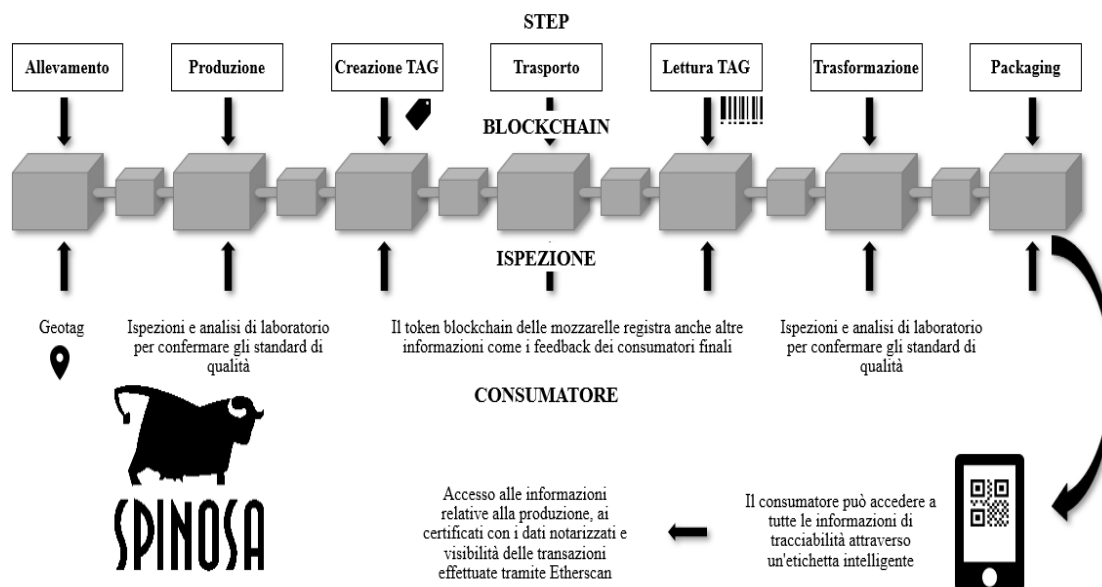 STEP
Allevamento
Produzione
Creazione TAG
Trasporto
Lettura TAG
Trasformazione
Packaging
BLOCKCHAIN
ISPEZIONE
Geotag
Ispezioni e analisi di laboratorio
per confermare gli standard di
qualità
Il token blockchain delle mozzarelle registra anche altre
informazioni come i feedback dei consumatori finali
Ispezioni e analisi di laboratorio
per confermare gli standard di
qualità
CONSUMATORE
SPINOSA
Accesso alle informazioni
relative alla produzione, ai
certificati con i dati notarizzati e
visibilità delle transazioni
effettuate tramite Etherscan
Il consumatore può accedere a
tutte le informazioni di
tracciabilità attraverso
un'etichetta intelligente